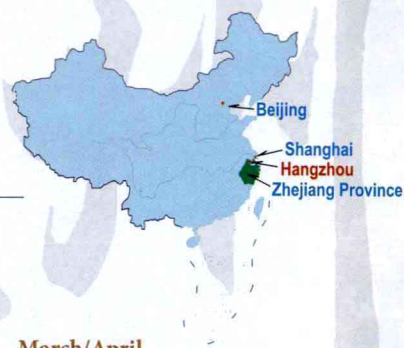 Beijing
Shanghai
Hangzhou
Zhejiang Province
March/April